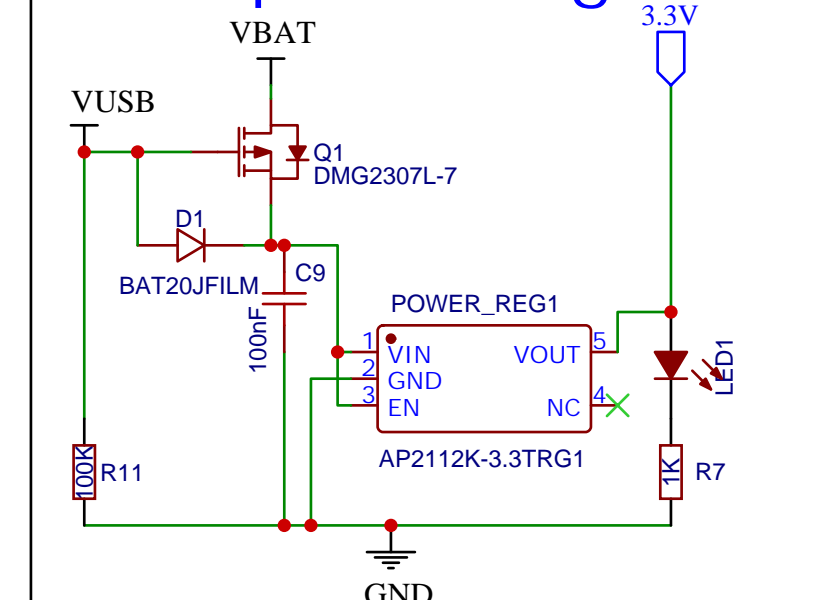 3.3V
VBAT
VUSB
Q1
DMG2307L-7
D1
BAT20JFILM
C9
100nF
POWER_REG1
1
VIN
VOUT
5
2
GND
3
EN
NC
4
AP2112K-3.3TRG1
LED1
100K
R11
1K
R7
GND